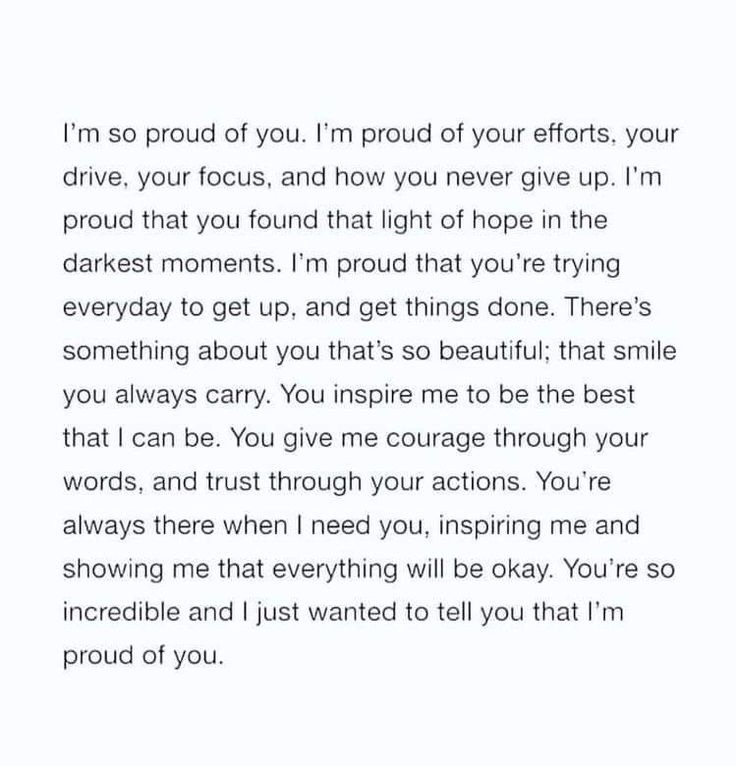 I'm so proud of you. I'm proud of your efforts, your
drive, your focus, and how you never give up. I'm
proud that you found that light of hope in the
darkest moments. I'm proud that you're trying
everyday to get up, and get things done. There's
something about you that's so beautiful; that smile
you always carry. You inspire me to be the best
that I can be. You give me courage through your
words, and trust through your actions. You're
always there when I need you, inspiring me and
showing me that everything will be okay. You're so
incredible and I just wanted to tell you that I'm
proud of you.